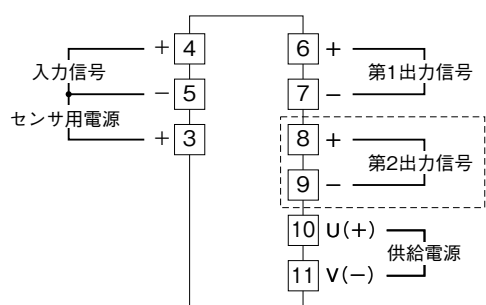 + 4
入力信号
− 5
センサ用電源
+ 3
6 +
第1出力信号
7 −
8 +
第2出力信号
9 −
10 U(+)
供給電源
11 V(−)